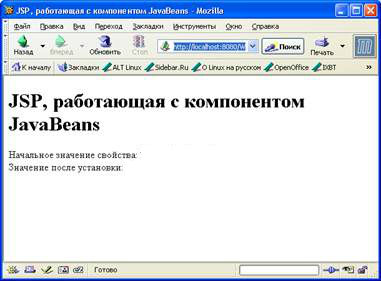 JSP, работающая с компонентом JavaBeans - Mozilla
Файл Правка Вид Переход Закладки Инструменты Окно Справка
Назад Вперёд Обновить Стоп http://localhost:8080/W Поиск Печать
К началу Закладки ALT Linux Sidebar.Ru О Linux на русском OpenOffice IXBT
JSP, работающая с компонентом
JavaBeans
Начальное значение свойства:
Значение после установки:
Готово